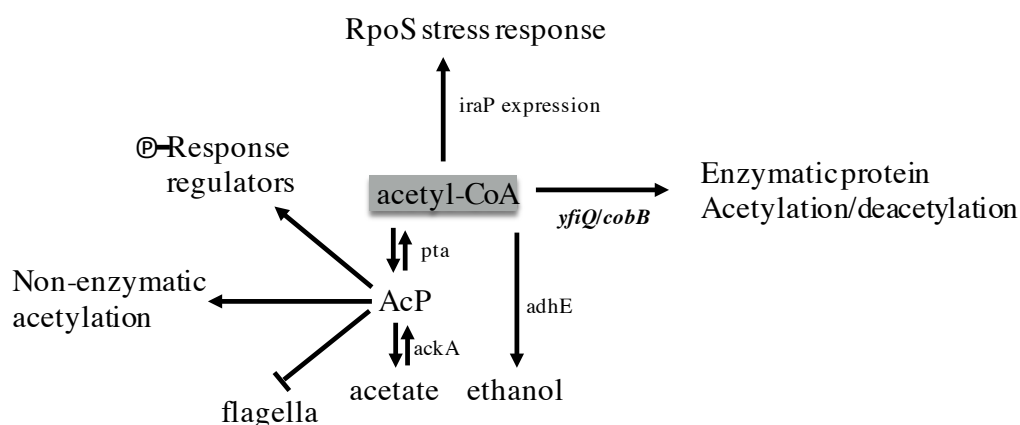 RpoS stress response
iraP expression
Ⓟ Response
regulators
acetyl-CoA
Enzymatic protein
Acetylation/deacetylation
yfiQ/cobB
pta
Non-enzymatic
acetylation
AcP
adhE
ackA
acetate
ethanol
flagella